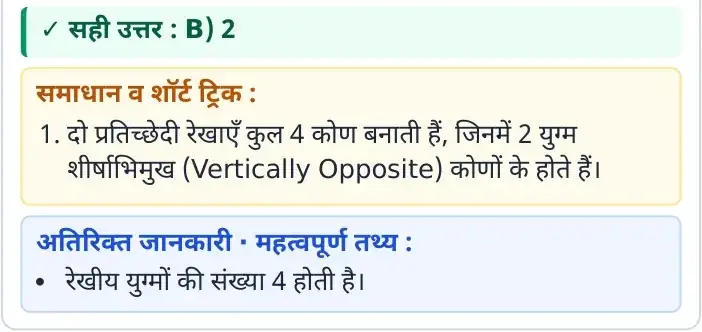 ✓ सही उत्तर : B) 2
समाधान व शॉर्ट ट्रिक :
1. दो प्रतिच्छेदी रेखाएँ कुल 4 कोण बनाती हैं, जिनमें 2 युग्म
शीर्षाभिमुख (Vertically Opposite) कोणों के होते हैं।
अतिरिक्त जानकारी · महत्वपूर्ण तथ्य :
• रेखीय युग्मों की संख्या 4 होती है।